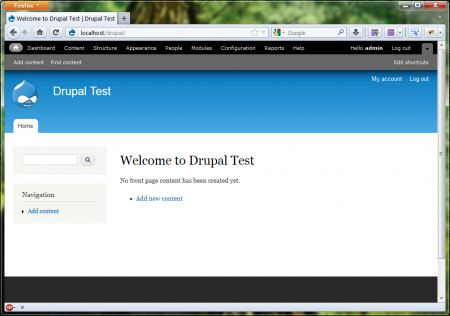 Firefox
Welcome to Drupal Test | Drupal Test
localhost/drupal/
Google
Dashboard Content Structure Appearance People Modules Configuration Reports Help Hello admin Log out
Add content Find content Edit shortcuts
My account Log out
Drupal Test
Home
Welcome to Drupal Test
No front page content has been created yet.
Add new content
Navigation
Add content